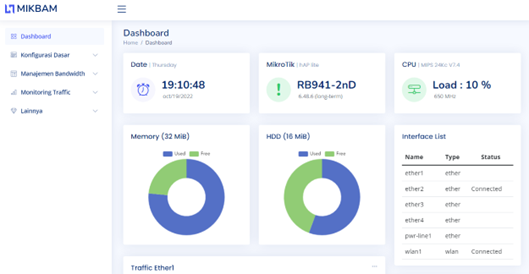 MIKBAM
Dashboard
Konfigurasi Dasar
Manajemen Bandwidth
Monitoring Traffic
Lainnya
Dashboard
Home / Dashboard
Date | Thursday
19:10:48
MikroTik | hAP lite
RB941-2nD
6.48.6 (long-term)
CPU | MIPS 24Kc V7.4
Load : 10 %
650 MHz
Memory (32 MiB)
Used Free
HDD (16 MiB)
Used Free
Interface List
Name Type Status
ether1 ether
ether2 ether Connected
ether3 ether
ether4 ether
pwr-line1 ether
wlan1 wlan Connected
Traffic Ether1